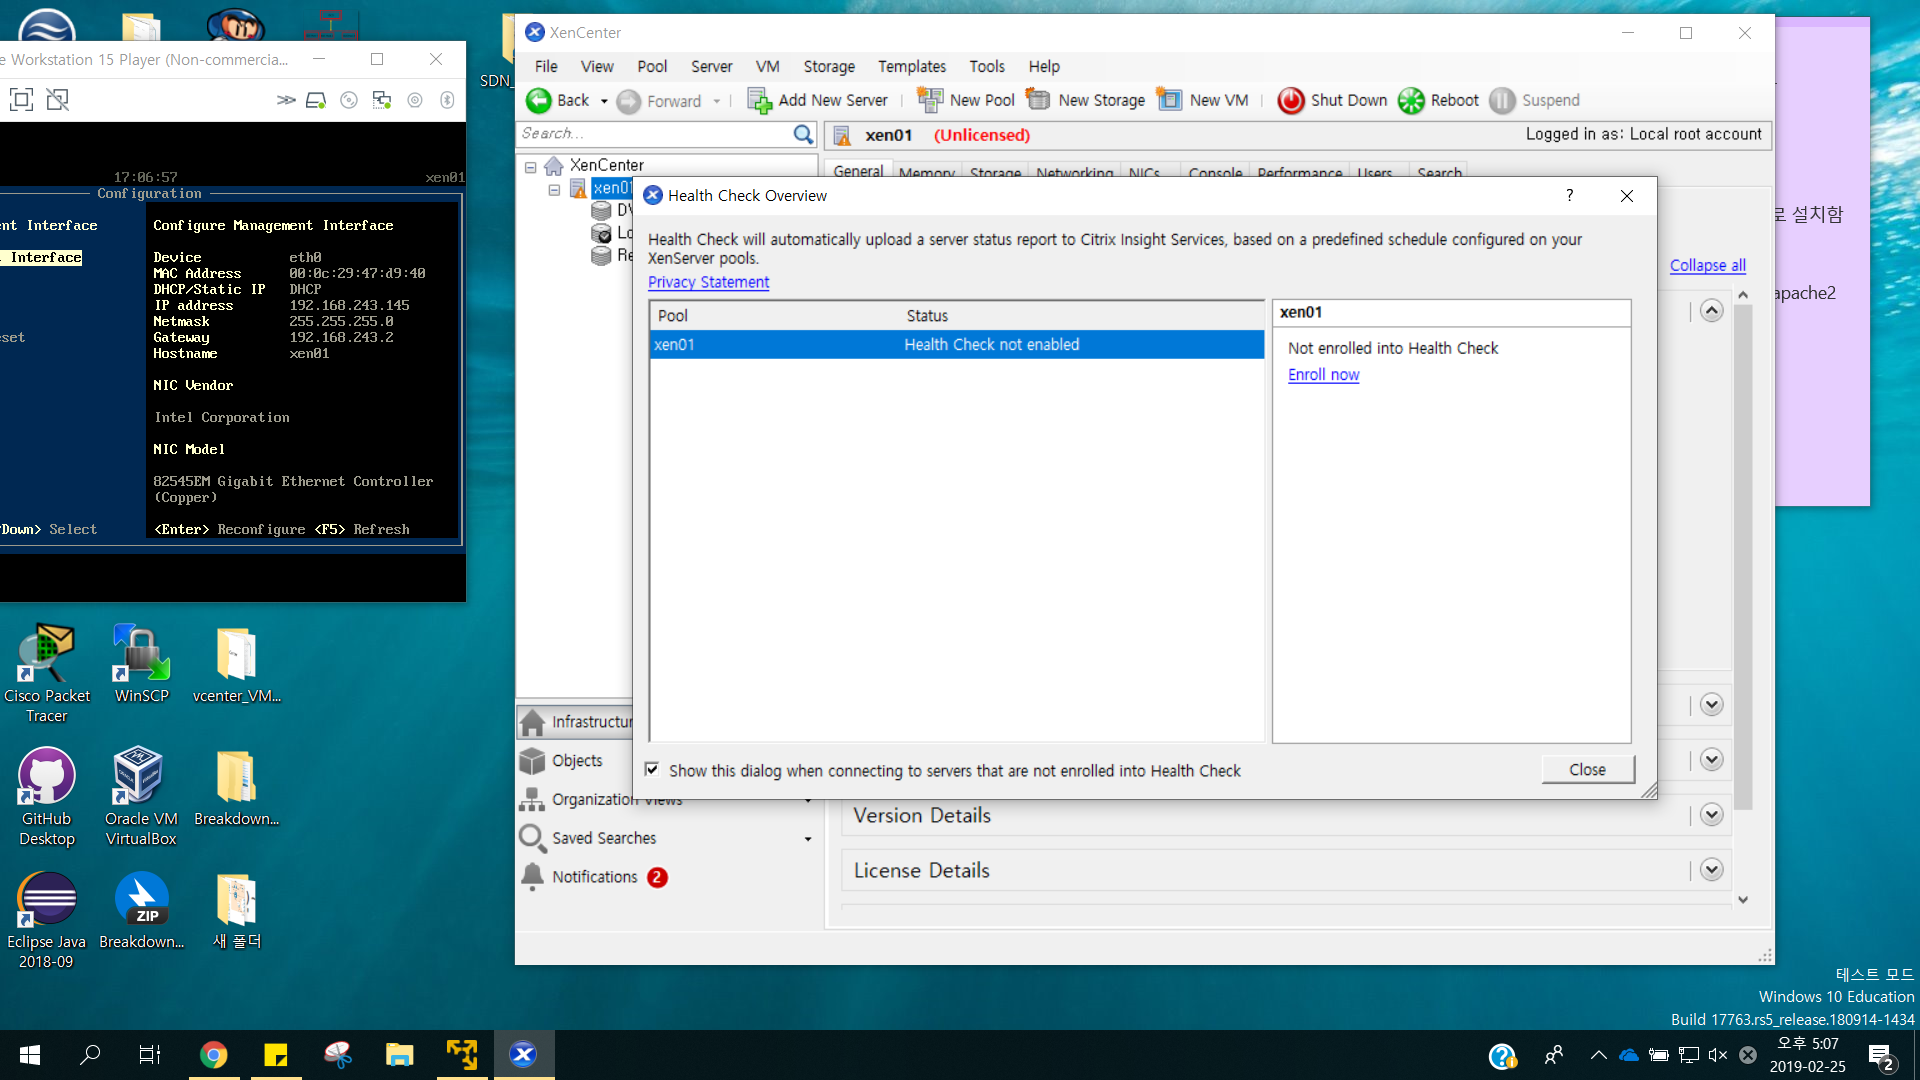 SDN_
e Workstation 15 Player (Non-commercia...
17:06:57 xen01
Configuration
nt Interface
Interface
set
Down> Select
Configure Management Interface
Device eth0
MAC Address 00:0c:29:47:d9:40
DHCP/Static IP DHCP
IP address 192.168.243.145
Netmask 255.255.255.0
Gateway 192.168.243.2
Hostname xen01
NIC Vendor
Intel Corporation
NIC Model
82545EM Gigabit Ethernet Controller
(Copper)
<Enter> Reconfigure <F5> Refresh
XenCenter
File View Pool Server VM Storage Templates Tools Help
Back Forward Add New Server New Pool New Storage New VM Shut Down Reboot Suspend
Search...
xen01 (Unlicensed) Logged in as: Local root account
XenCenter
xen01
DV
Lo
Re
General Memory Storage Networking NICs Console Performance Users Search
Collapse all
Health Check Overview ?
Health Check will automatically upload a server status report to Citrix Insight Services, based on a predefined schedule configured on your
XenServer pools.
Privacy Statement
Pool Status
xen01 Health Check not enabled
xen01
Not enrolled into Health Check
Enroll now
Show this dialog when connecting to servers that are not enrolled into Health Check
Close
Infrastructur
Objects
Organization Views
Saved Searches
Notifications 2
Version Details
License Details
로 설치함
apache2
Cisco Packet
Tracer
WinSCP
vcenter_VM...
GitHub
Desktop
Oracle VM
VirtualBox
Breakdown...
Eclipse Java
2018-09
ZIP
Breakdown...
새 폴더
테스트 모드
Windows 10 Education
Build 17763.rs5_release.180914-1434
오후 5:07
2019-02-25
2